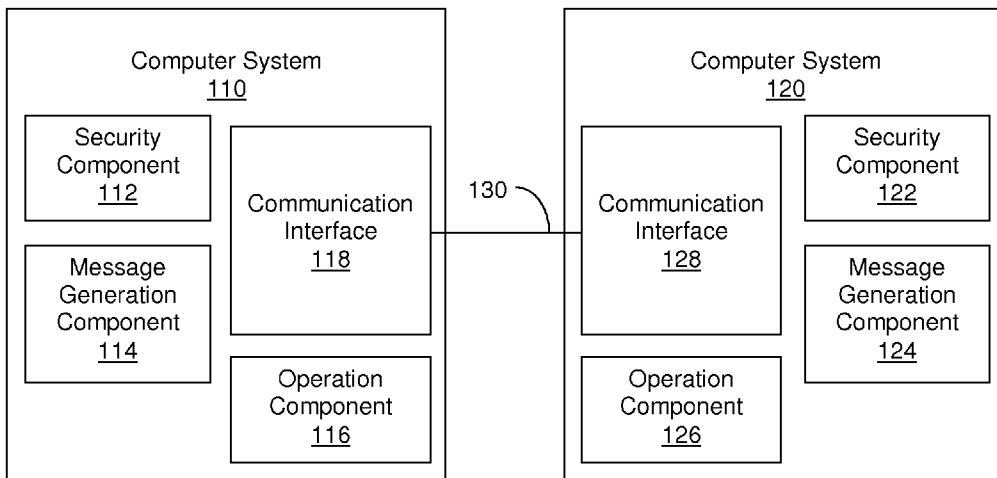 Computer System
110
Security
Component
112
Message
Generation
Component
114
Communication
Interface
118
Operation
Component
116
130
Computer System
120
Communication
Interface
128
Operation
Component
126
Security
Component
122
Message
Generation
Component
124